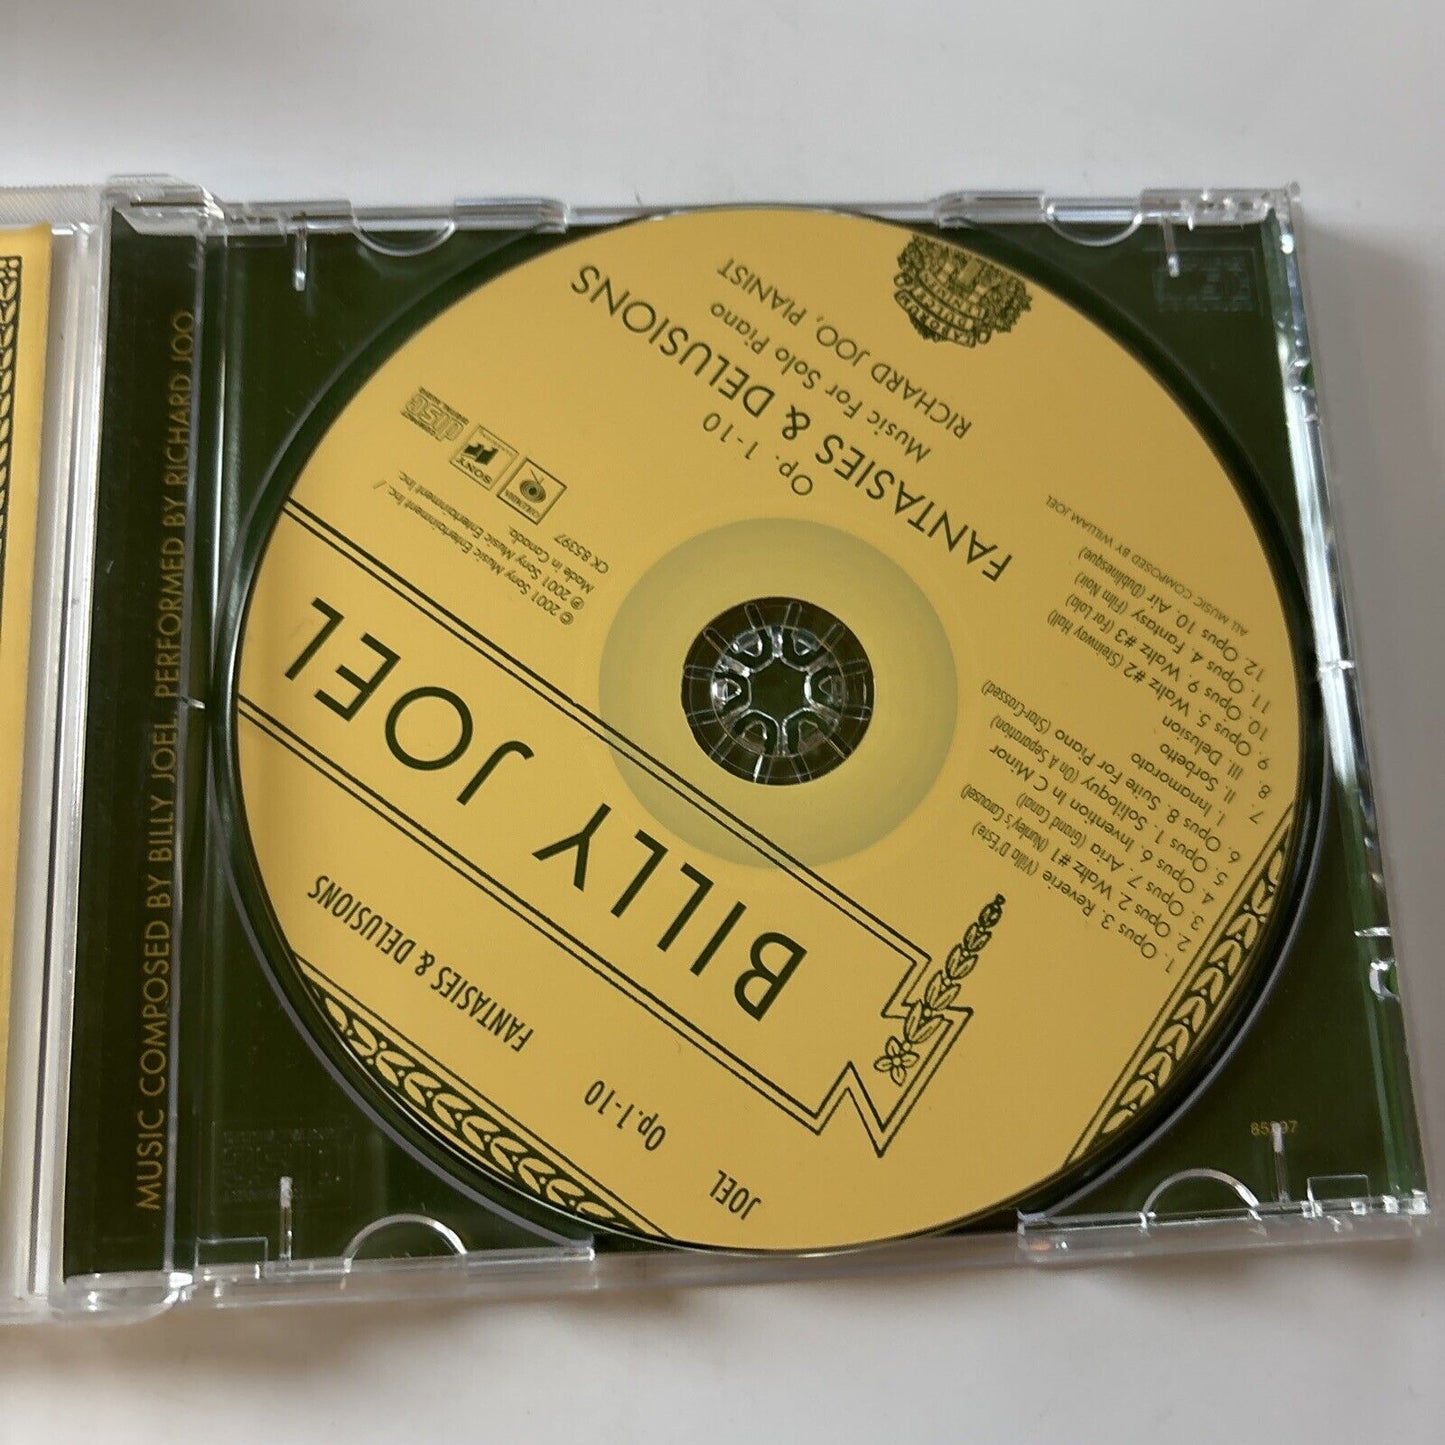 MUSIC COMPOSED BY BILLY JOEL, PERFORMED BY RICHARD JOO
JOEL
Op.1-10
FANTASIES & DELUSIONS
BILLY JOEL
Op. 1-10
FANTASIES & DELUSIONS
Music For Solo Piano
RICHARD JOO, PIANIST
1. Opus 3. Reverie (Villa D'Este)
2. Opus 2. Waltz #1 (Nunley's Carousel)
3. Opus 7. Aria (Grand Canal)
4. Opus 6. Invention In C Minor
5. Opus 1. Soliloquy (On A Separation)
6. Opus 8. Suite For Piano (Star-Crossed)
I. Innamorato
7. II. Sorbetto
8. III. Delusion
9. Opus 5. Waltz #2 (Steinway Hall)
10. Opus 9. Waltz #3 (For Lola)
11. Opus 4. Fantasy (Film Noir)
12. Opus 10. Air (Dublinesque)
ALL MUSIC COMPOSED BY WILLIAM JOEL
© 2001 Sony Music Entertainment Inc./
℗ 2001 Sony Music Entertainment Inc.
Made in Canada.
CK 85397
COLUMBIA
SONY
disc
85397